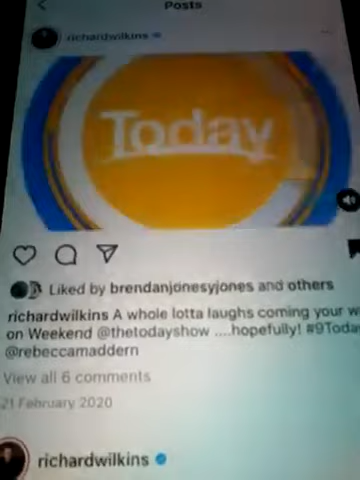 Posts
richardwilkins
Today
Liked by brendanjonesyjones and others
richardwilkins A whole lotta laughs coming your w
on Weekend @thetodayshow ....hopefully! #9Toda
@rebeccamaddern
View all 6 comments
21 February 2020
richardwilkins